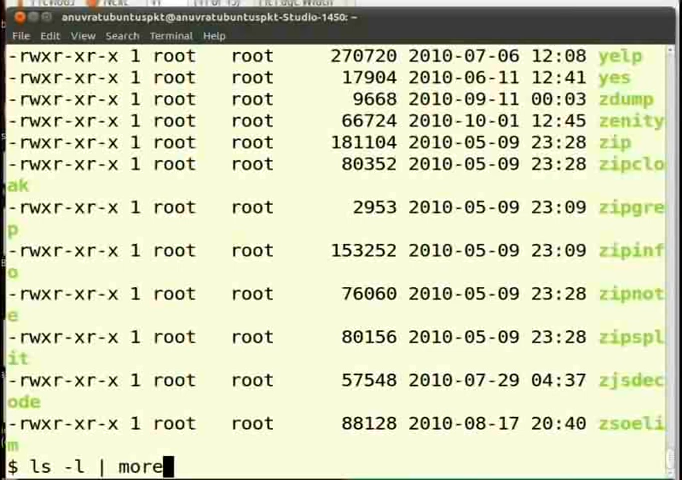 anuvratubuntuspkt@anuvratubuntuspkt-Studio-1450: ~
File Edit View Search Terminal Help
-rwxr-xr-x 1 root root 270720 2010-07-06 12:08 yelp
-rwxr-xr-x 1 root root 17904 2010-06-11 12:41 yes
-rwxr-xr-x 1 root root 9668 2010-09-11 00:03 zdump
-rwxr-xr-x 1 root root 66724 2010-10-01 12:45 zenity
-rwxr-xr-x 1 root root 181104 2010-05-09 23:28 zip
-rwxr-xr-x 1 root root 80352 2010-05-09 23:28 zipclo
ak
-rwxr-xr-x 1 root root 2953 2010-05-09 23:09 zipgre
p
-rwxr-xr-x 1 root root 153252 2010-05-09 23:09 zipinf
o
-rwxr-xr-x 1 root root 76060 2010-05-09 23:28 zipnot
e
-rwxr-xr-x 1 root root 80156 2010-05-09 23:28 zipspl
it
-rwxr-xr-x 1 root root 57548 2010-07-29 04:37 zjsdec
ode
-rwxr-xr-x 1 root root 88128 2010-08-17 20:40 zsoeli
m
$ ls -l | more